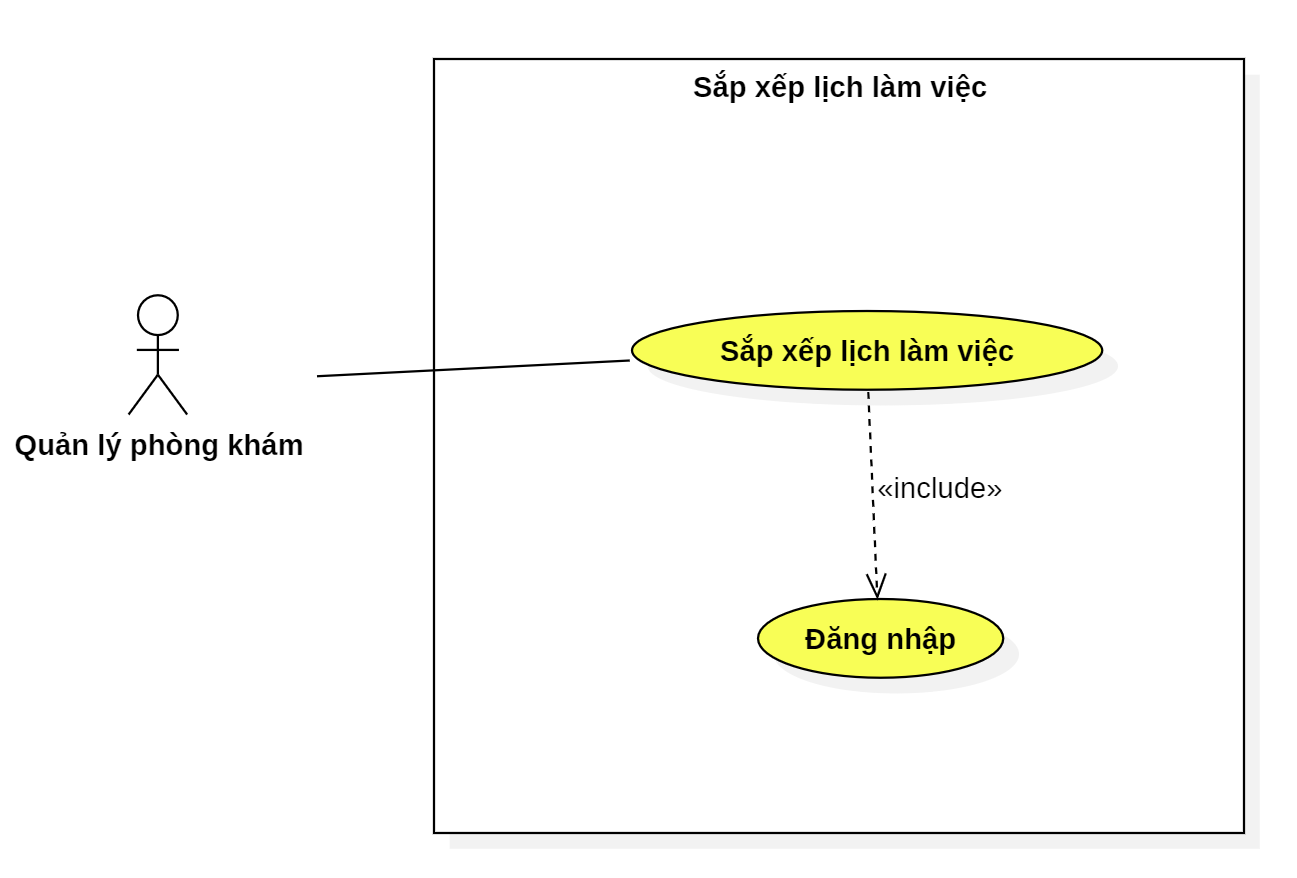 Sắp xếp lịch làm việc
Sắp xếp lịch làm việc
Quản lý phòng khám
«include»
Đăng nhập